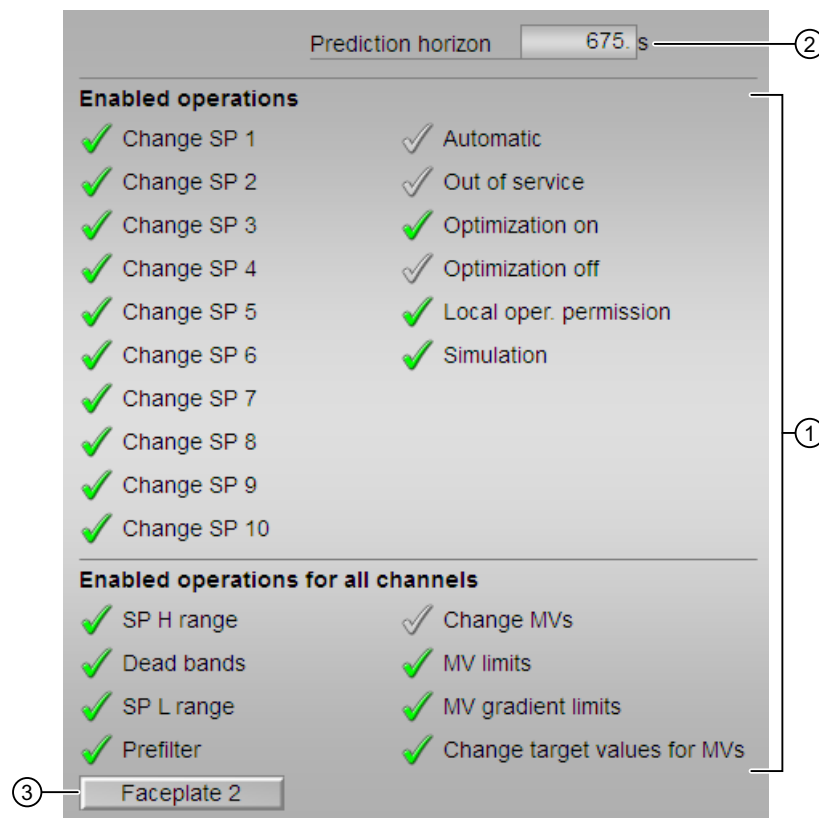 Prediction horizon 675. s ②
Enabled operations
Change SP 1 Automatic
Change SP 2 Out of service
Change SP 3 Optimization on
Change SP 4 Optimization off
Change SP 5 Local oper. permission
Change SP 6 Simulation
Change SP 7
①
Change SP 8
Change SP 9
Change SP 10
Enabled operations for all channels
SP H range Change MVs
Dead bands MV limits
SP L range MV gradient limits
Prefilter Change target values for MVs
③ Faceplate 2